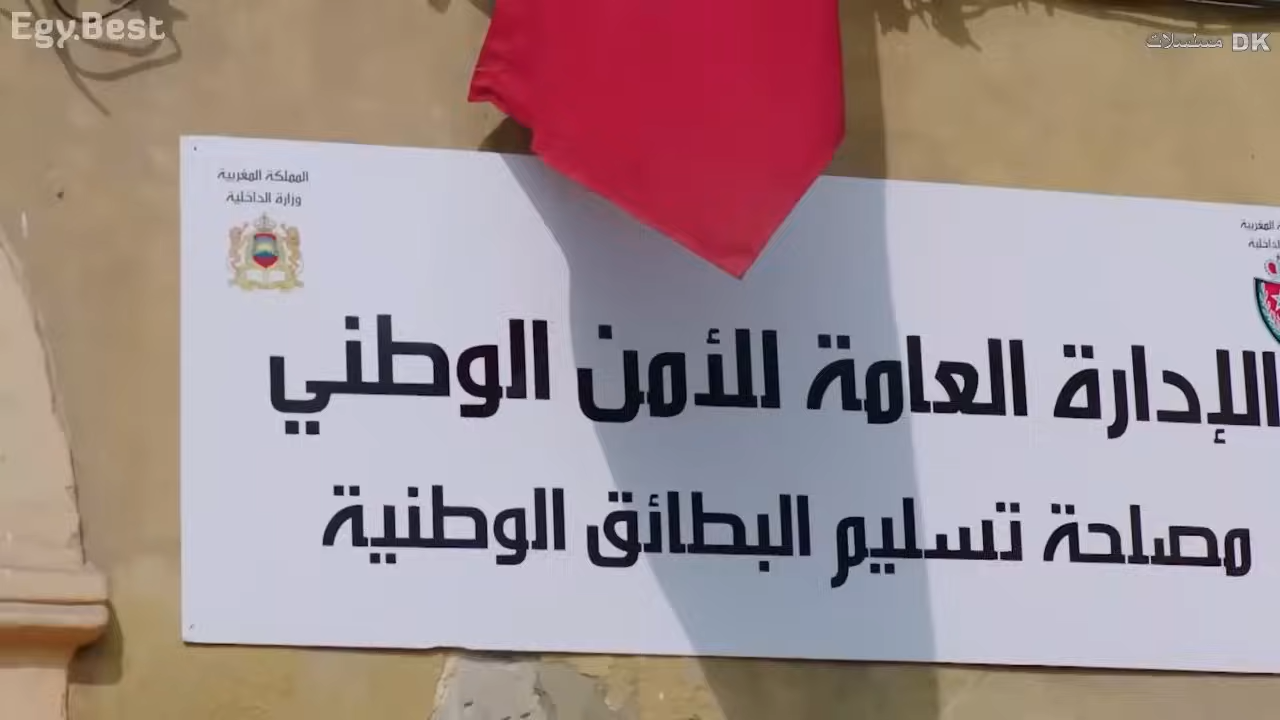 Egy.Best
مسلسلات DK
المملكة المغربية
وزارة الداخلية
الإدارة العامة للأمن الوطني
مصلحة تسليم البطائق الوطنية